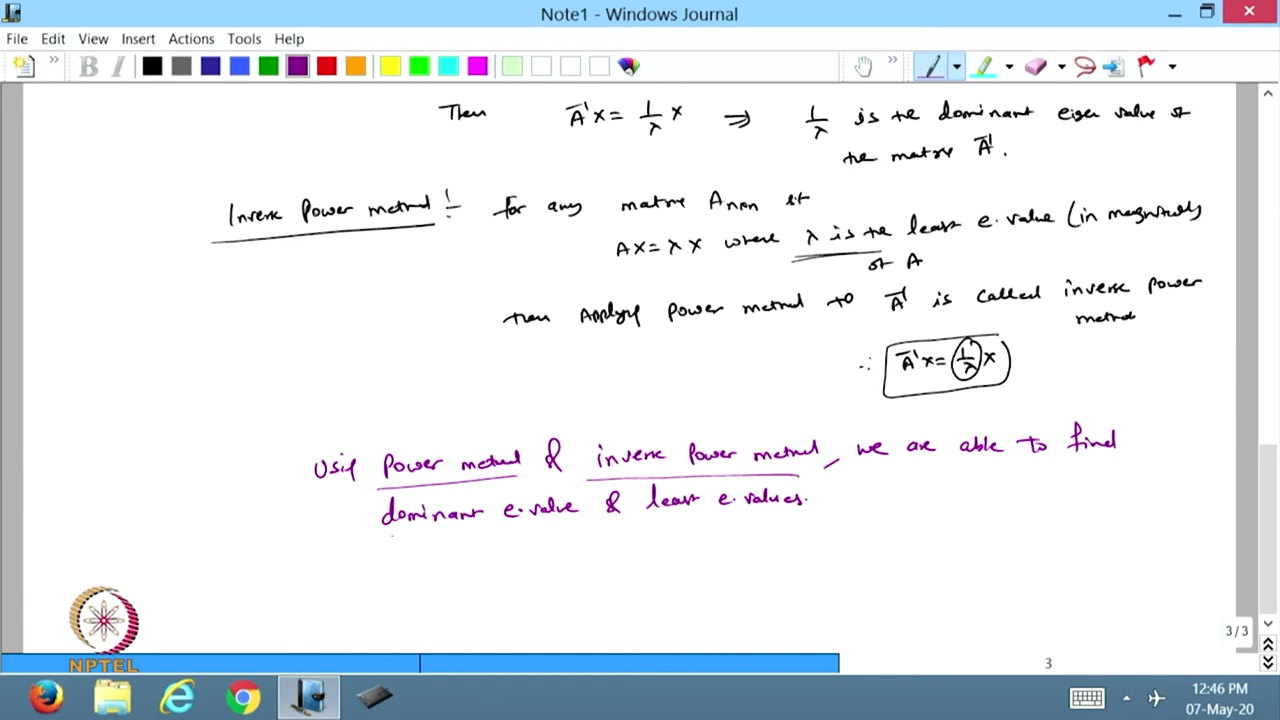 Note1 - Windows Journal
File Edit View Insert Actions Tools Help
Then A⁻¹x = 1/λ x ⇒ 1/λ is the dominant eigen value of
the matrix A⁻¹.
Inverse Power method :- for any matrix Anxn st
AX = λX where λ is the least e.value (in magnitude)
of A
then Applying power method to A⁻¹ is called inverse power
method
∴ A⁻¹x = 1/λ x
Using Power method & inverse power method, we are able to find
dominant e.value & least e.values.
3/3
NPTEL
3
12:46 PM
07-May-20